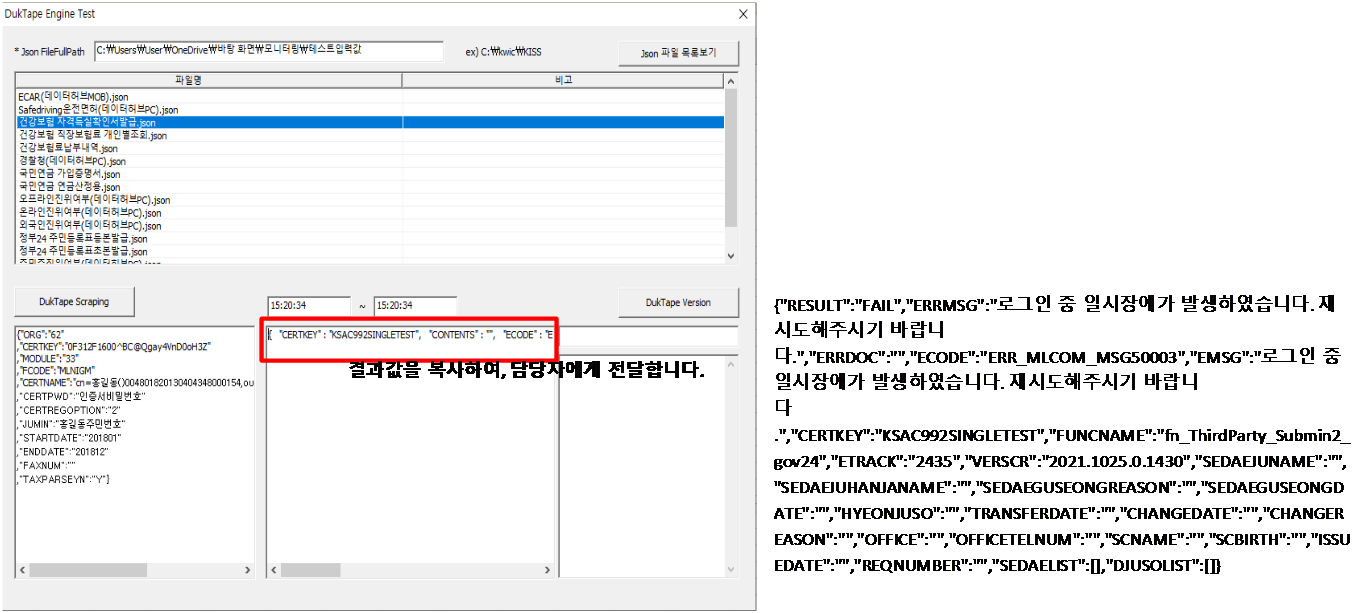 DukTape Engine Test
* Json FileFullPath C:₩Users₩User₩OneDrive₩바탕 화면₩모니터링₩테스트입력값 ex) C:₩kwic₩KISS Json 파일 목록보기
파일명 비고
ECAR(데이터허브MOB).json
Safedriving운전면허(데이터허브PC).json
건강보험 자격득실확인서발급.json
건강보험 직장보험료 개인별조회.json
건강보험료납부내역.json
경찰청(데이터허브PC).json
국민연금 가입증명서.json
국민연금 연금산정용.json
오프라인진위여부(데이터허브PC).json
온라인진위여부(데이터허브PC).json
외국인진위여부(데이터허브PC).json
정부24 주민등록표등본발급.json
정부24 주민등록표초본발급.json
DukTape Scraping 15:20:34 ~ 15:20:34 DukTape Version
{"ORG":"62"
,"CERTKEY":"0F312F1600^BC@Qgay4VnD0oH3Z"
,"MODULE":"33"
,"FCODE":"MLNIGM"
,"CERTNAME":"cn=홍길동()004801820130404348000154,ou
,"CERTPWD":"인증서비밀번호"
,"CERTREGOPTION":"2"
,"JUMIN":"홍길동주민번호"
,"STARTDATE":"201801"
,"ENDDATE":"201812"
,"FAXNUM":""
,"TAXPARSEYN":"Y"}
{ "CERTKEY" : "KSAC992SINGLETEST", "CONTENTS" : "", "ECODE" : "E
결과값을 복사하여, 담당자에게 전달합니다.
{"RESULT":"FAIL","ERRMSG":"로그인 중 일시장애가 발생하였습니다. 재
시도해주시기 바랍니
다.","ERRDOC":"","ECODE":"ERR_MLCOM_MSG50003","EMSG":"로그인 중
일시장애가 발생하였습니다. 재시도해주시기 바랍니
다
.","CERTKEY":"KSAC992SINGLETEST","FUNCNAME":"fn_ThirdParty_Submin2_
gov24","ETRACK":"2435","VERSCR":"2021.1025.0.1430","SEDAEJUNAME":"",
"SEDAEJUHANJANAME":"","SEDAEGUSEONGREASON":"","SEDAEGUSEONGD
ATE":"","HYEONJUSO":"","TRANSFERDATE":"","CHANGEDATE":"","CHANGER
EASON":"","OFFICE":"","OFFICETELNUM":"","SCNAME":"","SCBIRTH":"","ISSU
EDATE":"","REQNUMBER":"","SEDAELIST":[],"DJUSOLIST":[]}